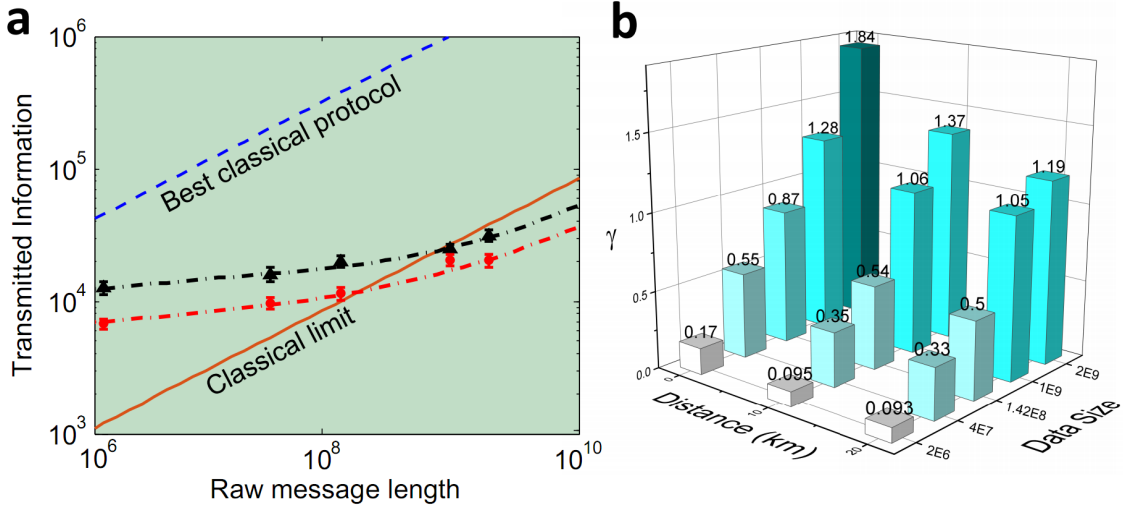 a
10^6
10^5
10^4
10^3
Transmitted Information
Best classical protocol
Classical limit
10^6
10^8
10^10
Raw message length
b
γ
1.5
1.0
0.5
0.0
1.84
1.28
1.37
0.87
1.06
1.19
0.55
0.54
1.05
0.17
0.35
0.5
0.095
0.33
0.093
0
10
20
Distance (km)
2E6
4E7
1.42E8
1E9
2E9
Data Size